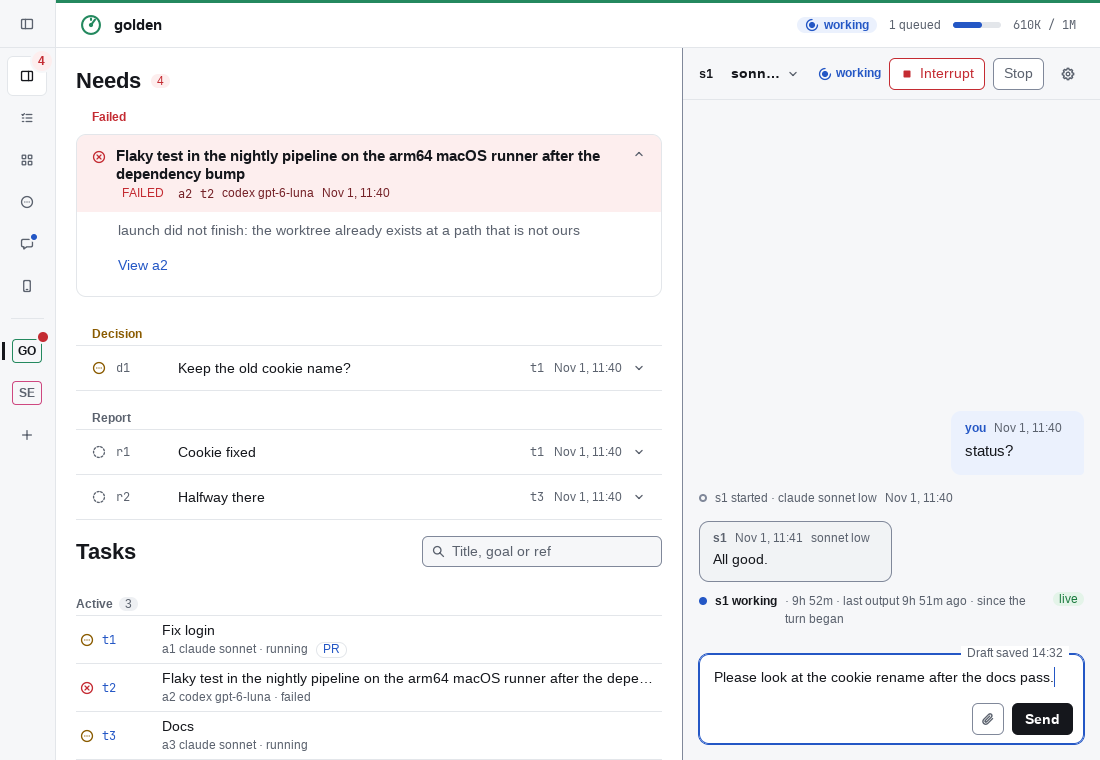 golden
working
1 queued
610K / 1M
4
Needs 4
Failed
Flaky test in the nightly pipeline on the arm64 macOS runner after the
dependency bump
FAILED a2 t2 codex gpt-6-luna Nov 1, 11:40
launch did not finish: the worktree already exists at a path that is not ours
View a2
Decision
d1 Keep the old cookie name? t1 Nov 1, 11:40
Report
r1 Cookie fixed t1 Nov 1, 11:40
r2 Halfway there t3 Nov 1, 11:40
Tasks
Title, goal or ref
Active 3
t1 Fix login
a1 claude sonnet · running PR
t2 Flaky test in the nightly pipeline on the arm64 macOS runner after the depe…
a2 codex gpt-6-luna · failed
t3 Docs
a3 claude sonnet · running
GO
SE
s1 sonn… working Interrupt Stop
you Nov 1, 11:40
status?
s1 started · claude sonnet low Nov 1, 11:40
s1 Nov 1, 11:41 sonnet low
All good.
s1 working · 9h 52m · last output 9h 51m ago · since the
turn began
live
Draft saved 14:32
Please look at the cookie rename after the docs pass.
Send